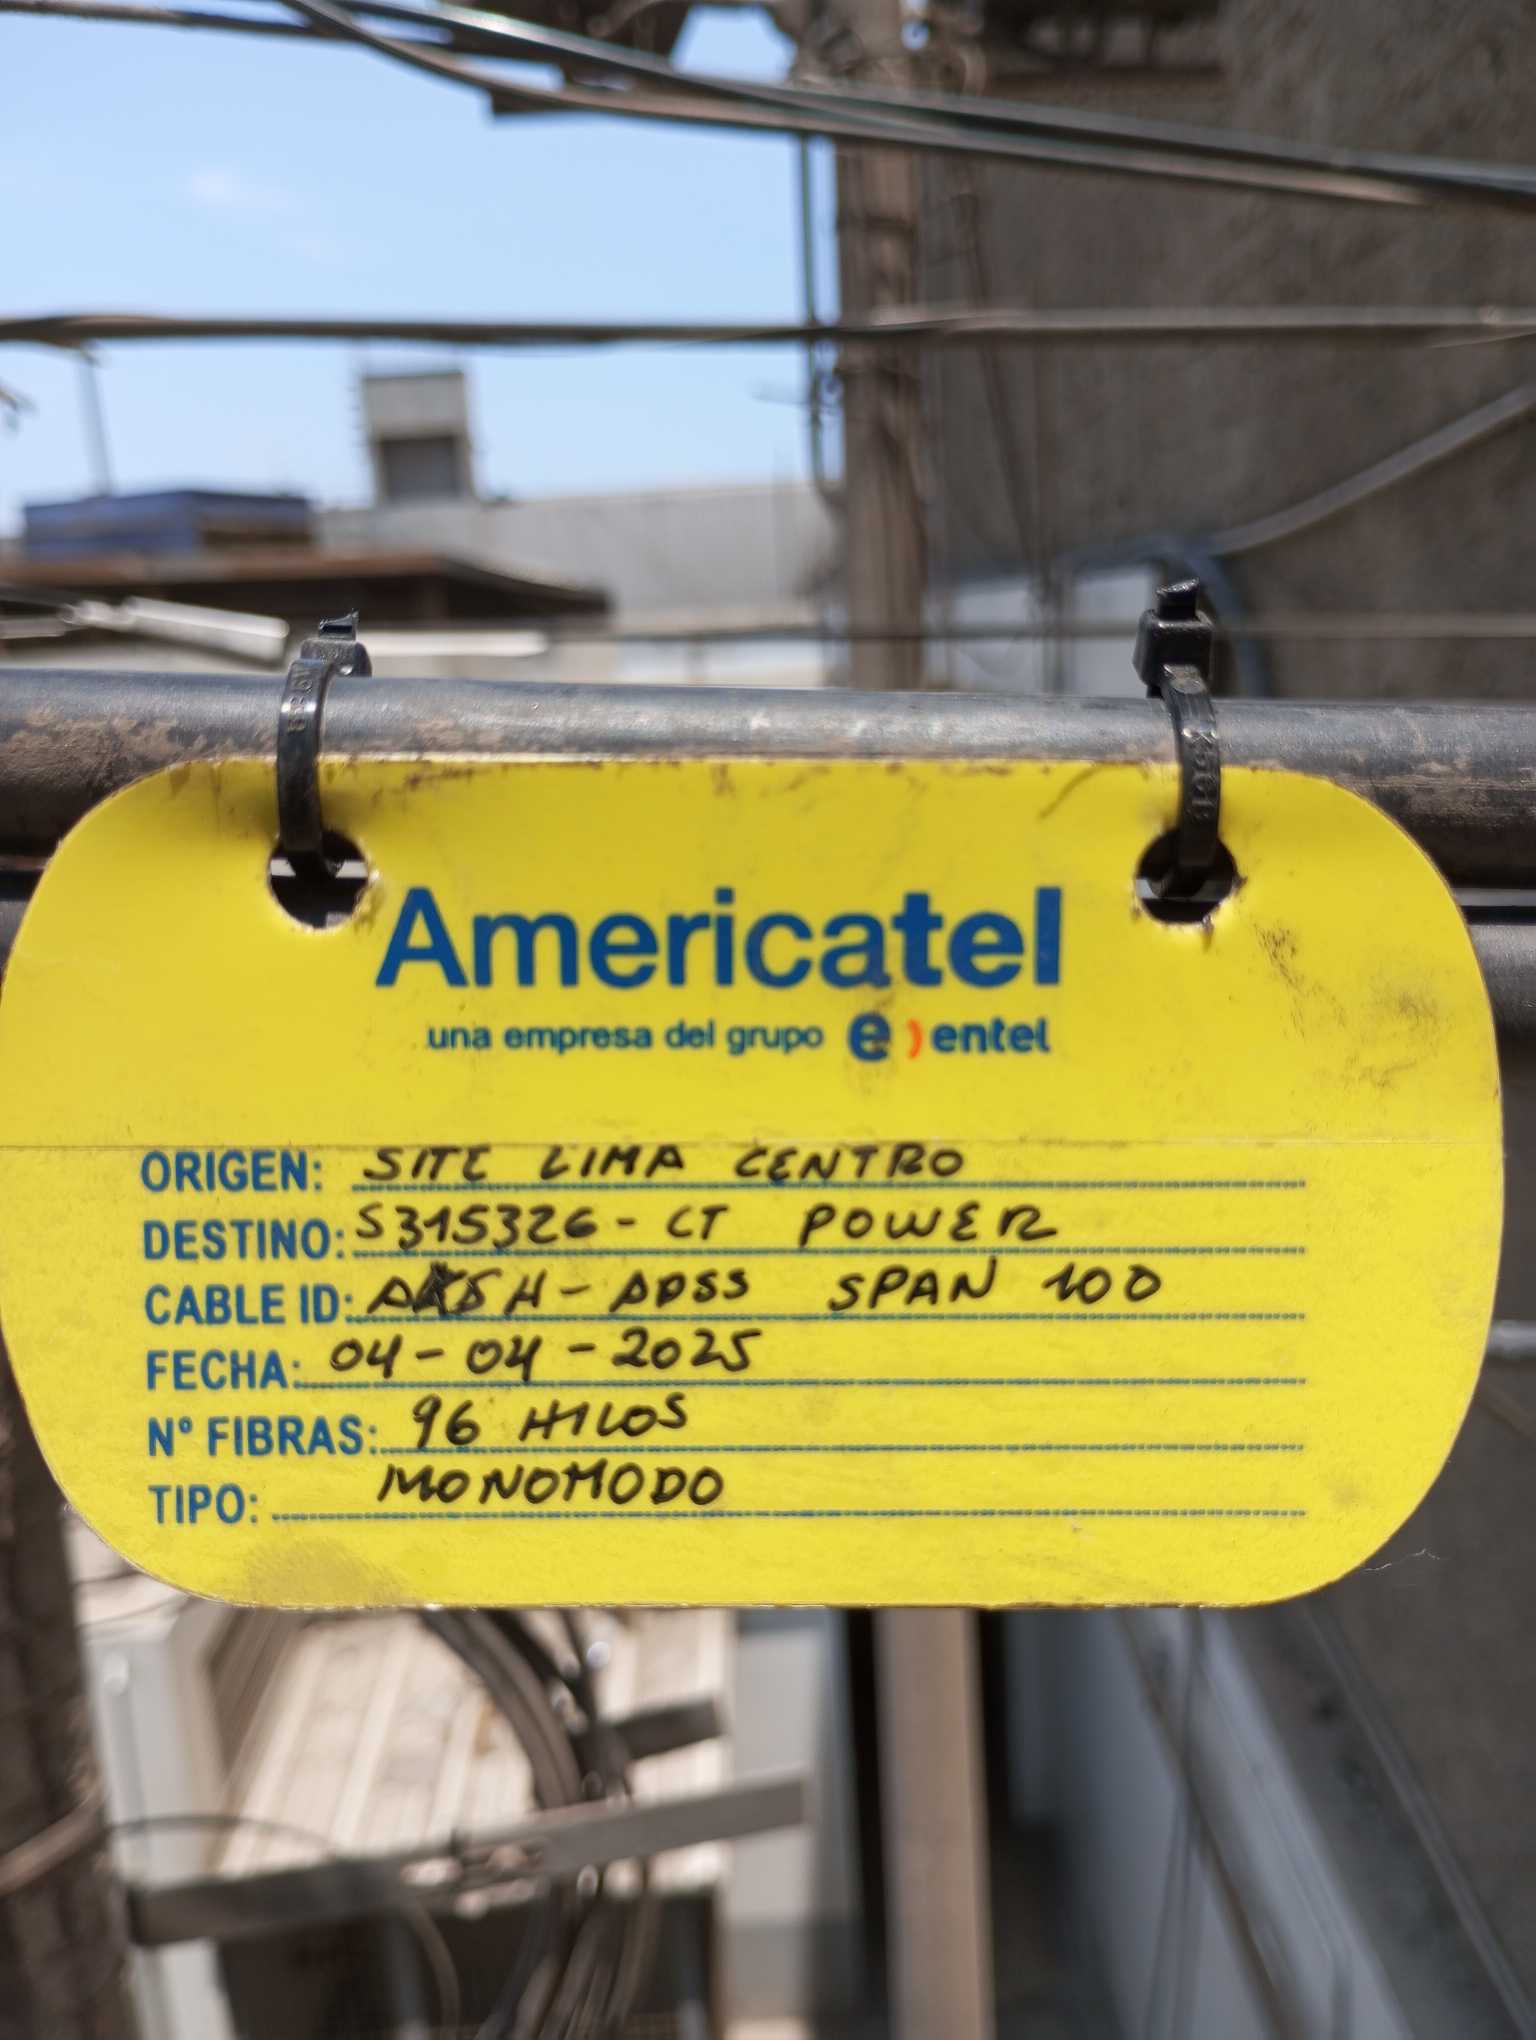 Americatel
una empresa del grupo e) entel
ORIGEN: SITE LIMA CENTRO
DESTINO: S315326 - CT POWER
CABLE ID: - ADSS SPAN 100
FECHA: 04-04-2025
N° FIBRAS: 96 HILOS
TIPO: MONOMODO